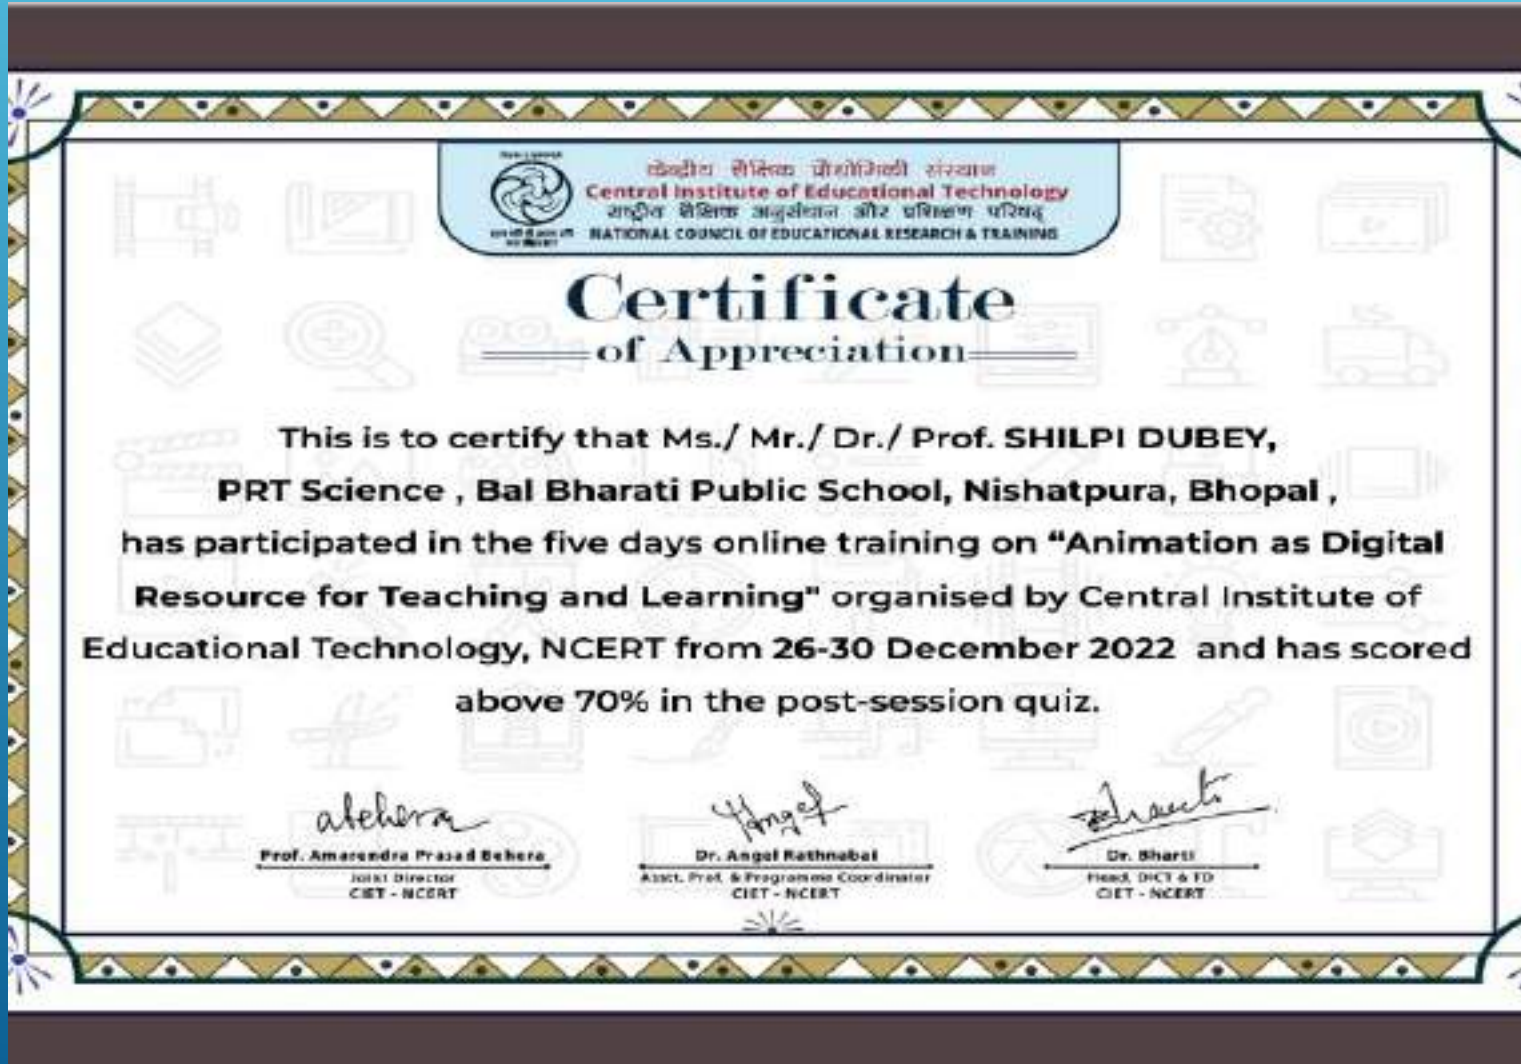 केन्द्रीय शैक्षिक प्रौद्योगिकी संस्थान
Central Institute of Educational Technology
राष्ट्रीय शैक्षिक अनुसंधान और प्रशिक्षण परिषद्
NATIONAL COUNCIL OF EDUCATIONAL RESEARCH & TRAINING
Certificate
of Appreciation
This is to certify that Ms./ Mr./ Dr./ Prof. SHILPI DUBEY,
PRT Science , Bal Bharati Public School, Nishatpura, Bhopal ,
has participated in the five days online training on “Animation as Digital
Resource for Teaching and Learning" organised by Central Institute of
Educational Technology, NCERT from 26-30 December 2022 and has scored
above 70% in the post-session quiz.
Prof. Amarendra Prasad Behera
Joint Director
CIET - NCERT
Dr. Angel Rathnabai
Asst. Prof. & Programme Coordinator
CIET - NCERT
Dr. Bharti
Head, DICT & TD
CIET - NCERT